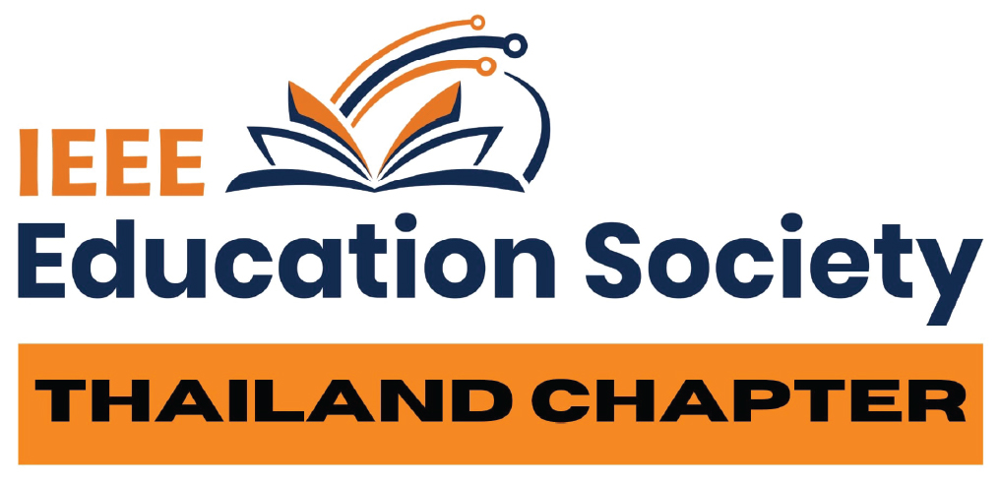 IEEE
Education Society
THAILAND CHAPTER